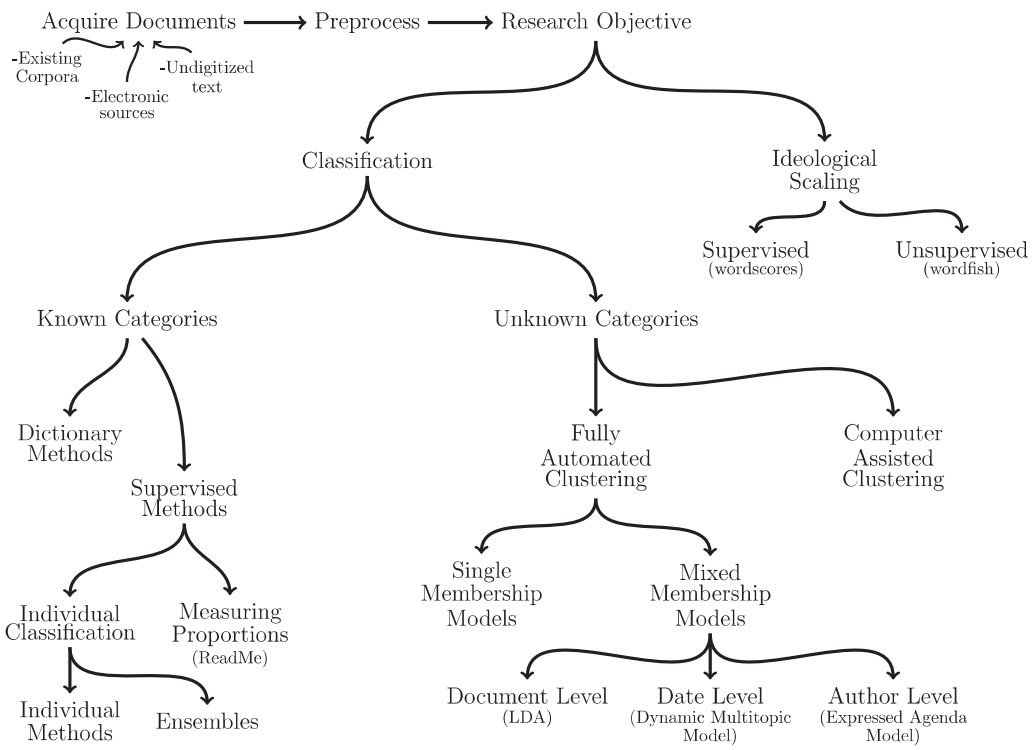 Acquire Documents
Preprocess
Research Objective
-Existing
Corpora
-Electronic
sources
-Undigitized
text
Classification
Ideological
Scaling
Supervised
(wordscores)
Unsupervised
(wordfish)
Known Categories
Unknown Categories
Dictionary
Methods
Supervised
Methods
Fully
Automated
Clustering
Computer
Assisted
Clustering
Individual
Classification
Measuring
Proportions
(ReadMe)
Single
Membership
Models
Mixed
Membership
Models
Individual
Methods
Ensembles
Document Level
(LDA)
Date Level
(Dynamic Multitopic
Model)
Author Level
(Expressed Agenda
Model)